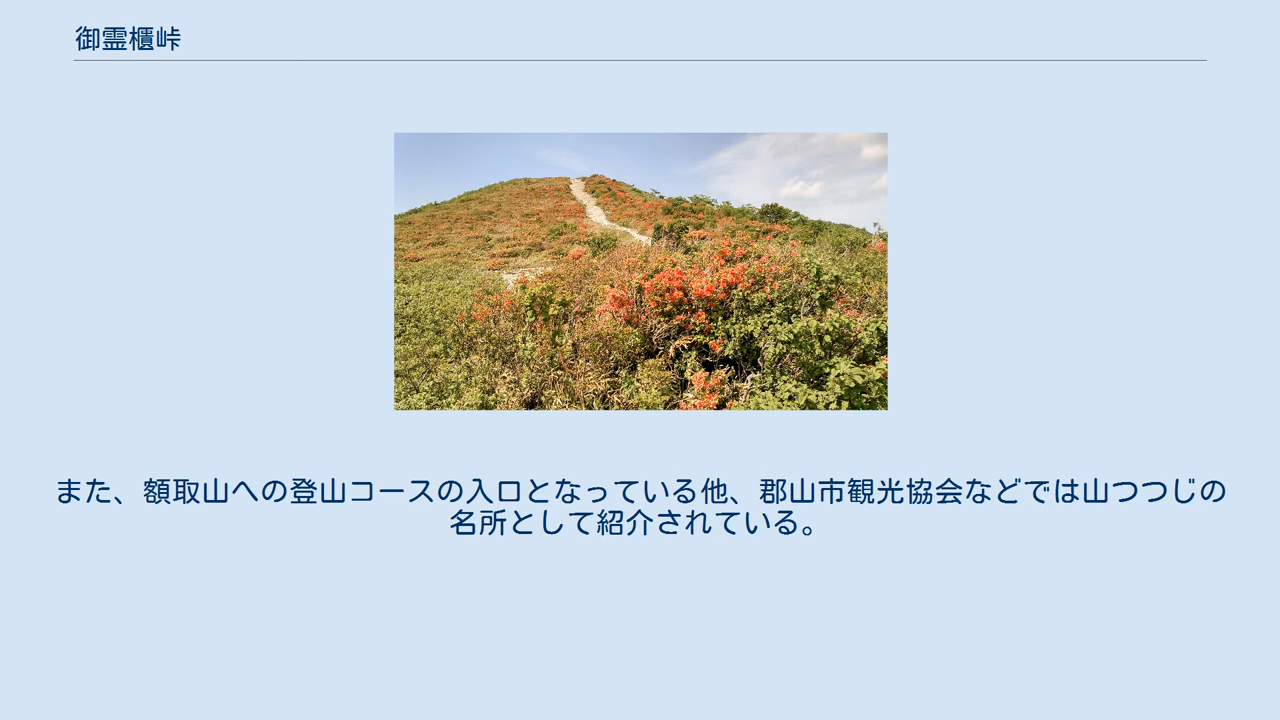 御霊櫃峠
また、額取山への登山コースの入口となっている他、郡山市観光協会などでは山つつじの
名所として紹介されている。